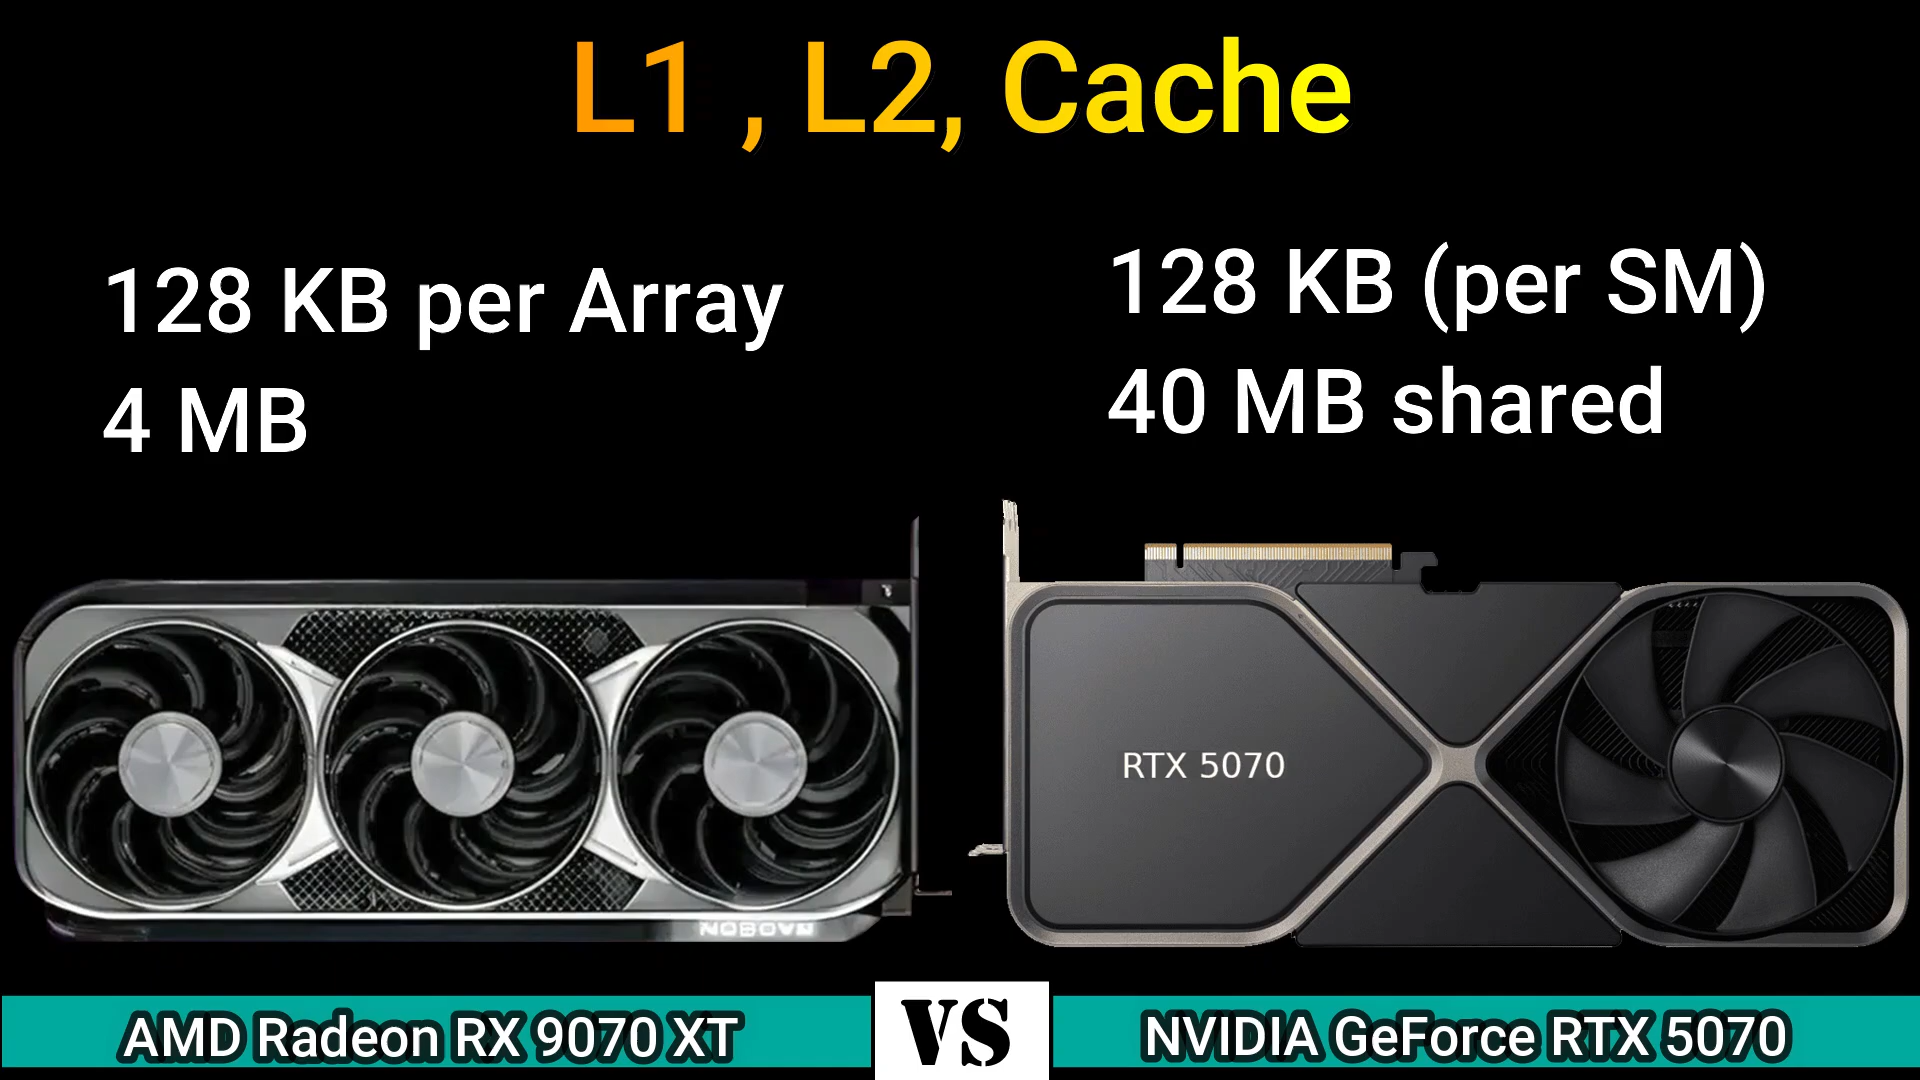 L1 , L2, Cache
128 KB per Array
4 MB
128 KB (per SM)
40 MB shared
RTX 5070
AMD Radeon RX 9070 XT
VS
NVIDIA GeForce RTX 5070